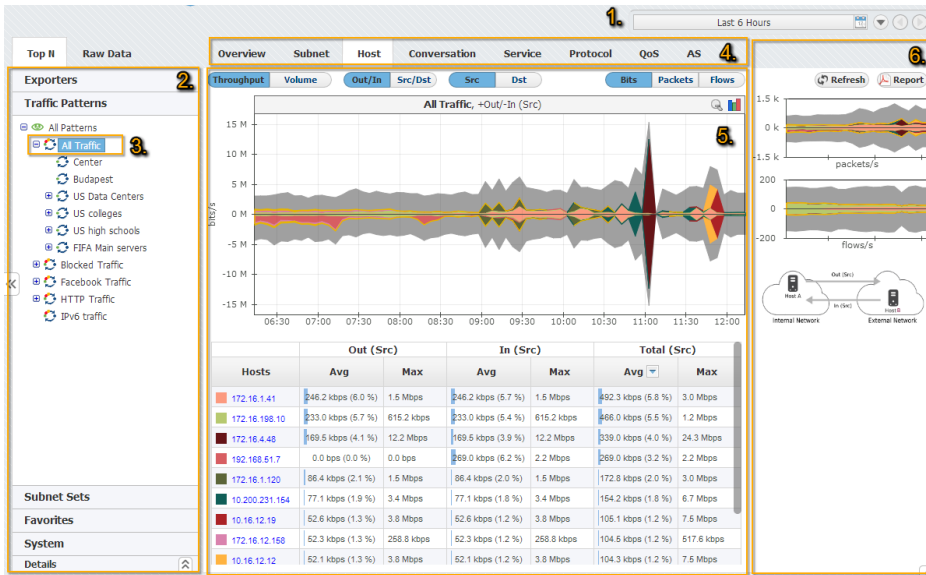 1.
Last 6 Hours
Top N Raw Data
Overview Subnet Host Conversation Service Protocol QoS AS
4.
6.
2.
Exporters
Traffic Patterns
All Patterns
All Traffic
3.
Center
Budapest
US Data Centers
US colleges
US high schools
FIFA Main servers
Blocked Traffic
Facebook Traffic
HTTP Traffic
IPv6 traffic
Subnet Sets
Favorites
System
Details
Throughput Volume Out/In Src/Dst Src Dst Bits Packets Flows
All Traffic, +Out/-In (Src)
5.
15 M
10 M
5 M
0 M
-5 M
-10 M
-15 M
bits/s
06:30 07:00 07:30 08:00 08:30 09:00 09:30 10:00 10:30 11:00 11:30 12:00
Out (Src) In (Src) Total (Src)
Hosts Avg Max Avg Max Avg Max
172.16.1.41 246.2 kbps (6.0 %) 1.5 Mbps 246.2 kbps (5.7 %) 1.5 Mbps 492.3 kbps (5.8 %) 3.0 Mbps
172.16.198.10 233.0 kbps (5.7 %) 615.2 kbps 233.0 kbps (5.4 %) 615.2 kbps 466.0 kbps (5.5 %) 1.2 Mbps
172.16.4.48 169.5 kbps (4.1 %) 12.2 Mbps 169.5 kbps (3.9 %) 12.2 Mbps 339.0 kbps (4.0 %) 24.3 Mbps
192.168.51.7 0.0 bps (0.0 %) 0.0 bps 269.0 kbps (6.2 %) 2.2 Mbps 269.0 kbps (3.2 %) 2.2 Mbps
172.16.1.120 86.4 kbps (2.1 %) 1.5 Mbps 86.4 kbps (2.0 %) 1.5 Mbps 172.8 kbps (2.0 %) 3.0 Mbps
10.200.231.154 77.1 kbps (1.9 %) 3.4 Mbps 77.1 kbps (1.8 %) 3.4 Mbps 154.2 kbps (1.8 %) 6.7 Mbps
10.16.12.19 52.6 kbps (1.3 %) 3.8 Mbps 52.6 kbps (1.2 %) 3.8 Mbps 105.1 kbps (1.2 %) 7.5 Mbps
172.16.12.158 52.3 kbps (1.3 %) 258.8 kbps 52.3 kbps (1.2 %) 258.8 kbps 104.5 kbps (1.2 %) 517.6 kbps
10.16.12.12 52.1 kbps (1.3 %) 3.8 Mbps 52.1 kbps (1.2 %) 3.8 Mbps 104.3 kbps (1.2 %) 7.5 Mbps
Refresh Report
1.5 k
0 k
-1.5 k
packets/s
200
0
-200
flows/s
Out (Src)
Host A
In (Src)
Host B
Internal Network External Network